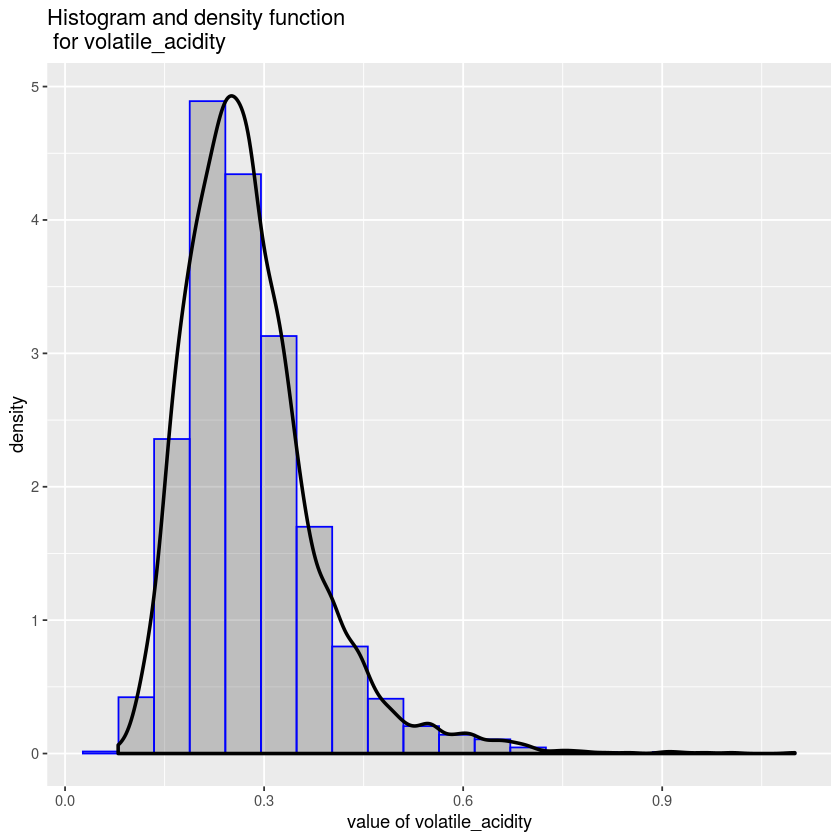 Histogram and density function
for volatile_acidity
5
4
3
2
1
0
density
0.0 0.3 0.6 0.9
value of volatile_acidity